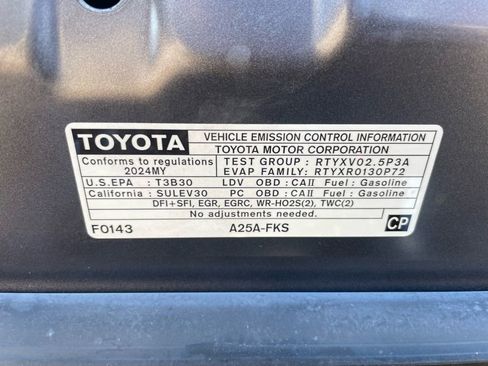 TOYOTA VEHICLE EMISSION CONTROL INFORMATION
TOYOTA MOTOR CORPORATION
Conforms to regulations
2024MY
TEST GROUP : RTYXV02.5P3A
EVAP FAMILY: RTYXR0130P72
U.S.EPA : T3B30 LDV OBD : CAII Fuel : Gasoline
California : SULEV30 PC OBD : CAII Fuel : Gasoline
DFI+SFI, EGR, EGRC, WR-HO2S(2), TWC(2)
No adjustments needed.
F0143 A25A-FKS CP